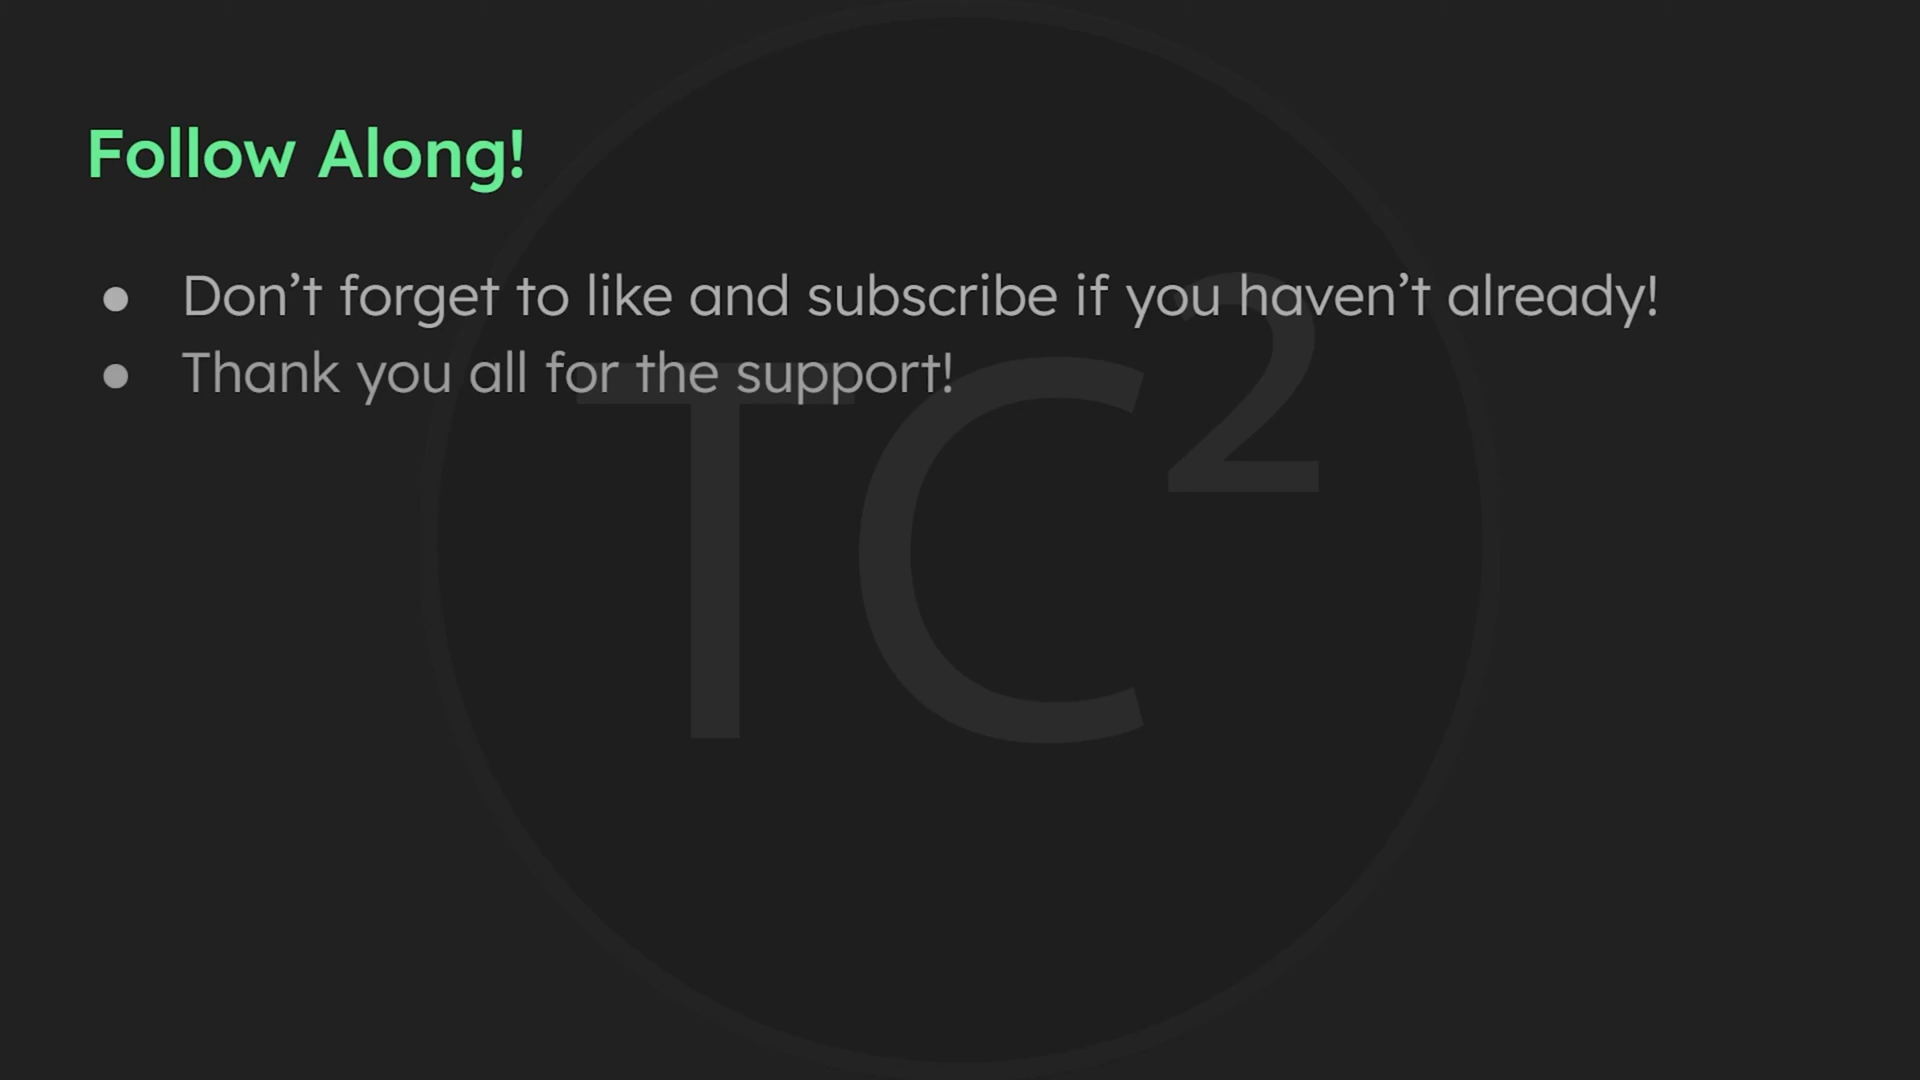 Follow Along!
● Don’t forget to like and subscribe if you haven’t already!
● Thank you all for the support!
TC²